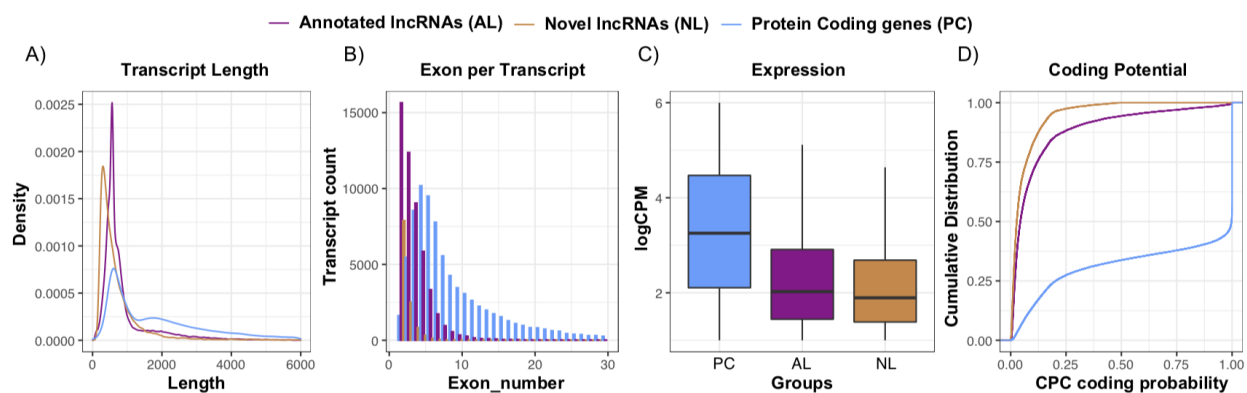 Annotated lncRNAs (AL) Novel lncRNAs (NL) Protein Coding genes (PC)
A) B) C) D)
Transcript Length
Density
0.0025
0.0020
0.0015
0.0010
0.0005
0.0000
0 2000 4000 6000
Length
Exon per Transcript
Transcript count
15000
10000
5000
0
0 10 20 30
Exon_number
Expression
logCPM
6
4
2
PC AL NL
Groups
Coding Potential
Cumulative Distribution
1.00
0.75
0.50
0.25
0.00
0.00 0.25 0.50 0.75 1.00
CPC coding probability